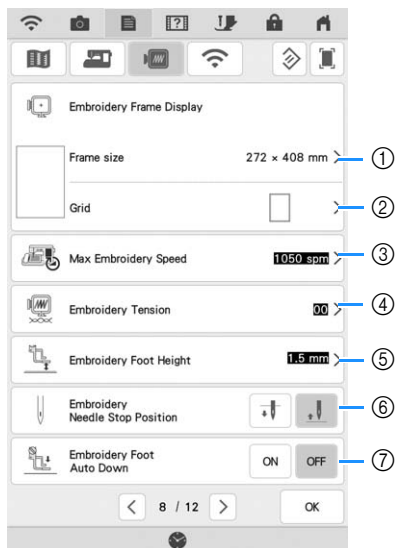 Embroidery Frame Display
Frame size 272 × 408 mm ①
Grid ②
Max Embroidery Speed 1050 spm ③
Embroidery Tension 00 ④
Embroidery Foot Height 1.5 mm ⑤
Embroidery
Needle Stop Position ⑥
Embroidery Foot
Auto Down ON OFF ⑦
8 / 12 OK